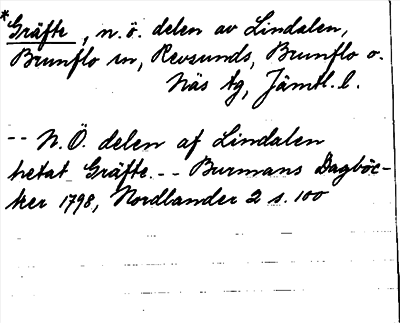 *Gräfte, n.ö. delen av Lindalen,
Brunflo sn, Revsunds, Brunflo o.
Näs tg, Jämtl. l.
-- N.Ö. delen af Lindalen
hetat Gräfte. -- Burmans Dagböc-
ker 1798, Nordlander 2 s. 100